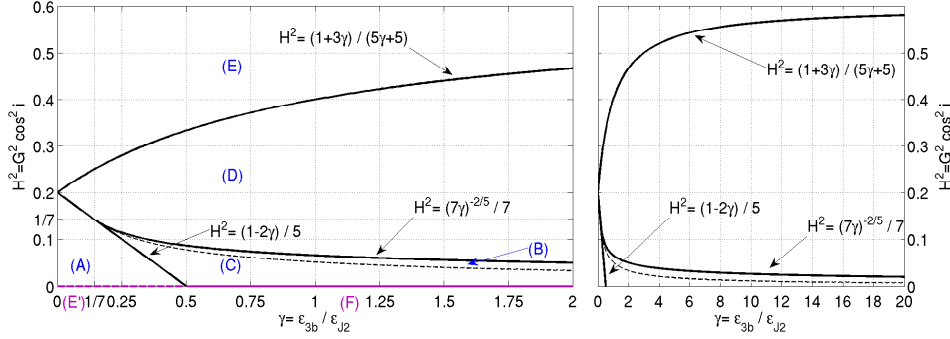 0.6
0.5
0.4
0.3
0.2
1/7
0.1
0
H²=G² cos² i
(E)
H²= (1+3γ) / (5γ+5)
(D)
H²= (7γ)^-2/5 / 7
H²= (1-2γ) / 5
(A)
(C)
(B)
(E')
(F)
0 1/7 0.25 0.5 0.75 1 1.25 1.5 1.75 2
γ= ε3b / εJ2
H²= (1+3γ) / (5γ+5)
H²= (1-2γ) / 5
H²= (7γ)^-2/5 / 7
0.6
0.5
0.4
0.3
0.2
0.1
0
H²=G² cos² i
0 2 4 6 8 10 12 14 16 18 20
γ= ε3b / εJ2